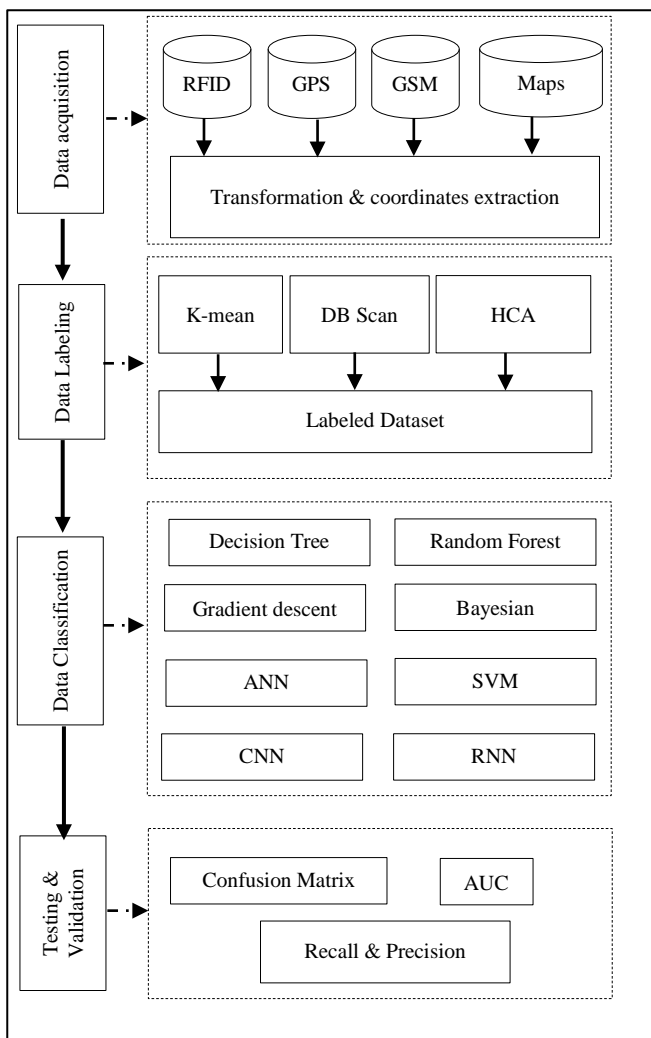 Data acquisition
RFID
GPS
GSM
Maps
Transformation & coordinates extraction
Data Labeling
K-mean
DB Scan
HCA
Labeled Dataset
Data Classification
Decision Tree
Random Forest
Gradient descent
Bayesian
ANN
SVM
CNN
RNN
Testing &
Validation
Confusion Matrix
AUC
Recall & Precision